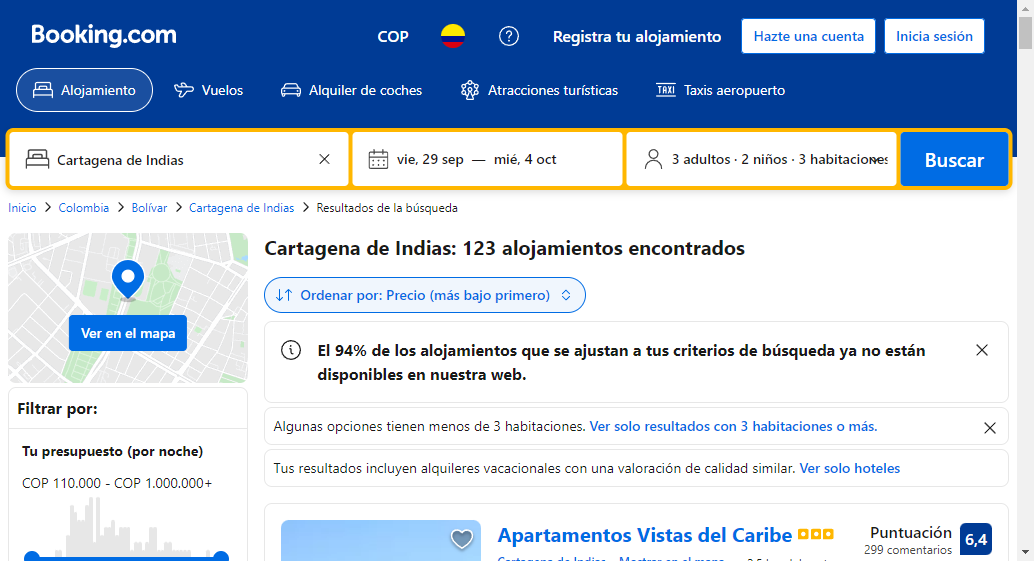 Booking.com
COP
Registra tu alojamiento
Hazte una cuenta
Inicia sesión
Alojamiento
Vuelos
Alquiler de coches
Atracciones turísticas
TAXI
Taxis aeropuerto
Cartagena de Indias
vie, 29 sep — mié, 4 oct
3 adultos · 2 niños · 3 habitaciones
Buscar
Inicio > Colombia > Bolívar > Cartagena de Indias > Resultados de la búsqueda
Ver en el mapa
Cartagena de Indias: 123 alojamientos encontrados
Ordenar por: Precio (más bajo primero)
El 94% de los alojamientos que se ajustan a tus criterios de búsqueda ya no están
disponibles en nuestra web.
Algunas opciones tienen menos de 3 habitaciones. Ver solo resultados con 3 habitaciones o más.
Tus resultados incluyen alquileres vacacionales con una valoración de calidad similar. Ver solo hoteles
Filtrar por:
Tu presupuesto (por noche)
COP 110.000 - COP 1.000.000+
Apartamentos Vistas del Caribe
Puntuación
299 comentarios
6,4
Cartagena de Indias
Mostrar en el mapa